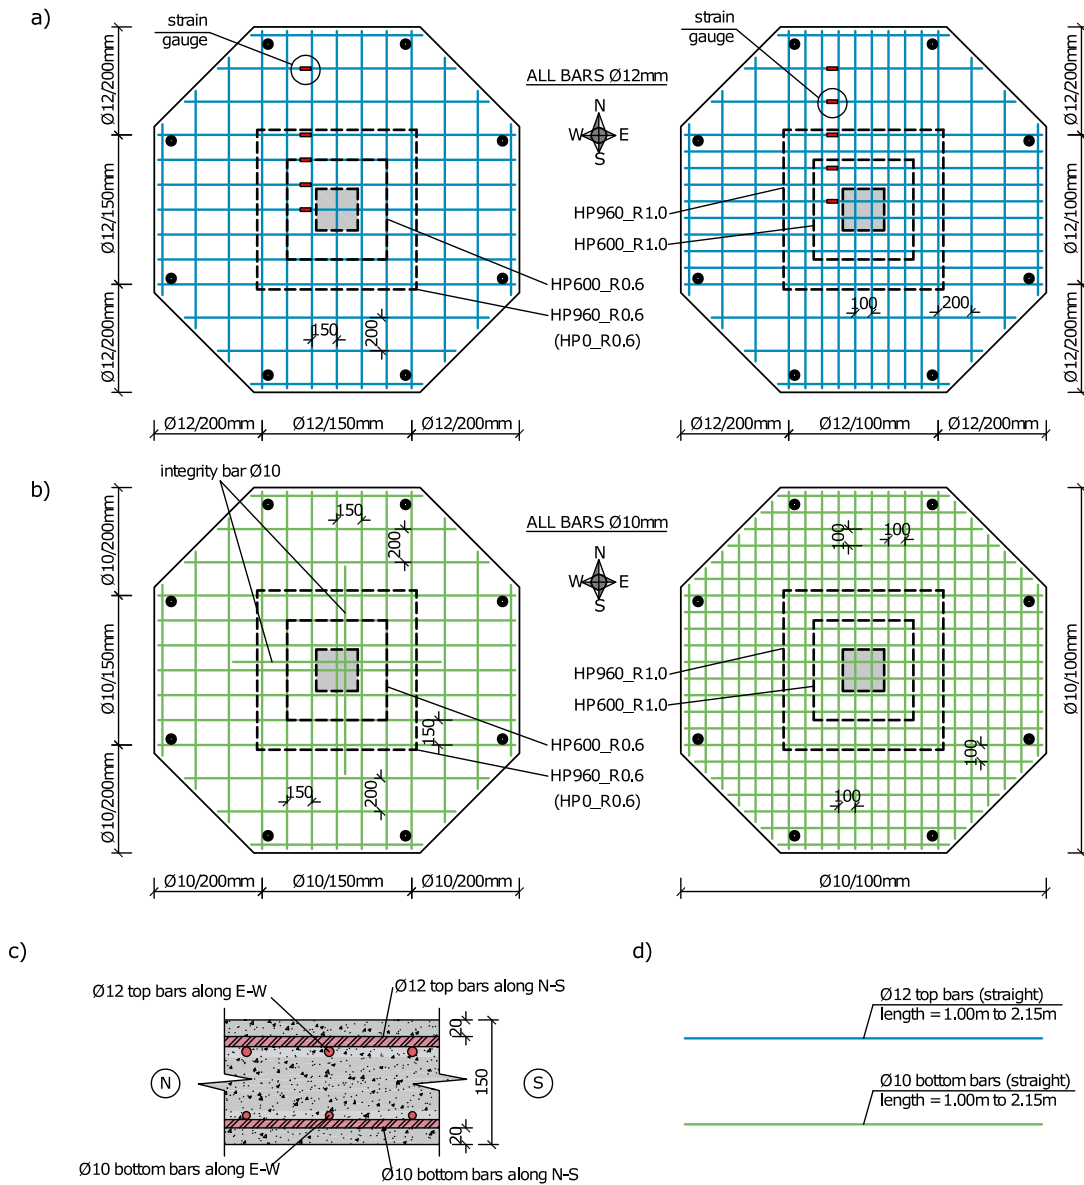 a)
strain
gauge
Ø12/200mm
Ø12/150mm
Ø12/200mm
Ø12/200mm
Ø12/150mm
Ø12/200mm
150
200
ALL BARS Ø12mm
N
W
E
S
HP960_R1.0
HP600_R1.0
HP600_R0.6
HP960_R0.6
(HP0_R0.6)
strain
gauge
100
200
Ø12/200mm
Ø12/100mm
Ø12/200mm
Ø12/200mm
Ø12/100mm
Ø12/200mm
b)
integrity bar Ø10
Ø10/200mm
Ø10/150mm
Ø10/200mm
150
200
150
150
200
Ø10/200mm
Ø10/150mm
Ø10/200mm
ALL BARS Ø10mm
N
W
E
S
HP960_R1.0
HP600_R1.0
HP600_R0.6
HP960_R0.6
(HP0_R0.6)
100
100
100
100
Ø10/100mm
Ø10/100mm
c)
Ø12 top bars along E-W
Ø12 top bars along N-S
N
S
20
150
20
Ø10 bottom bars along E-W
Ø10 bottom bars along N-S
d)
Ø12 top bars (straight)
length = 1.00m to 2.15m
Ø10 bottom bars (straight)
length = 1.00m to 2.15m